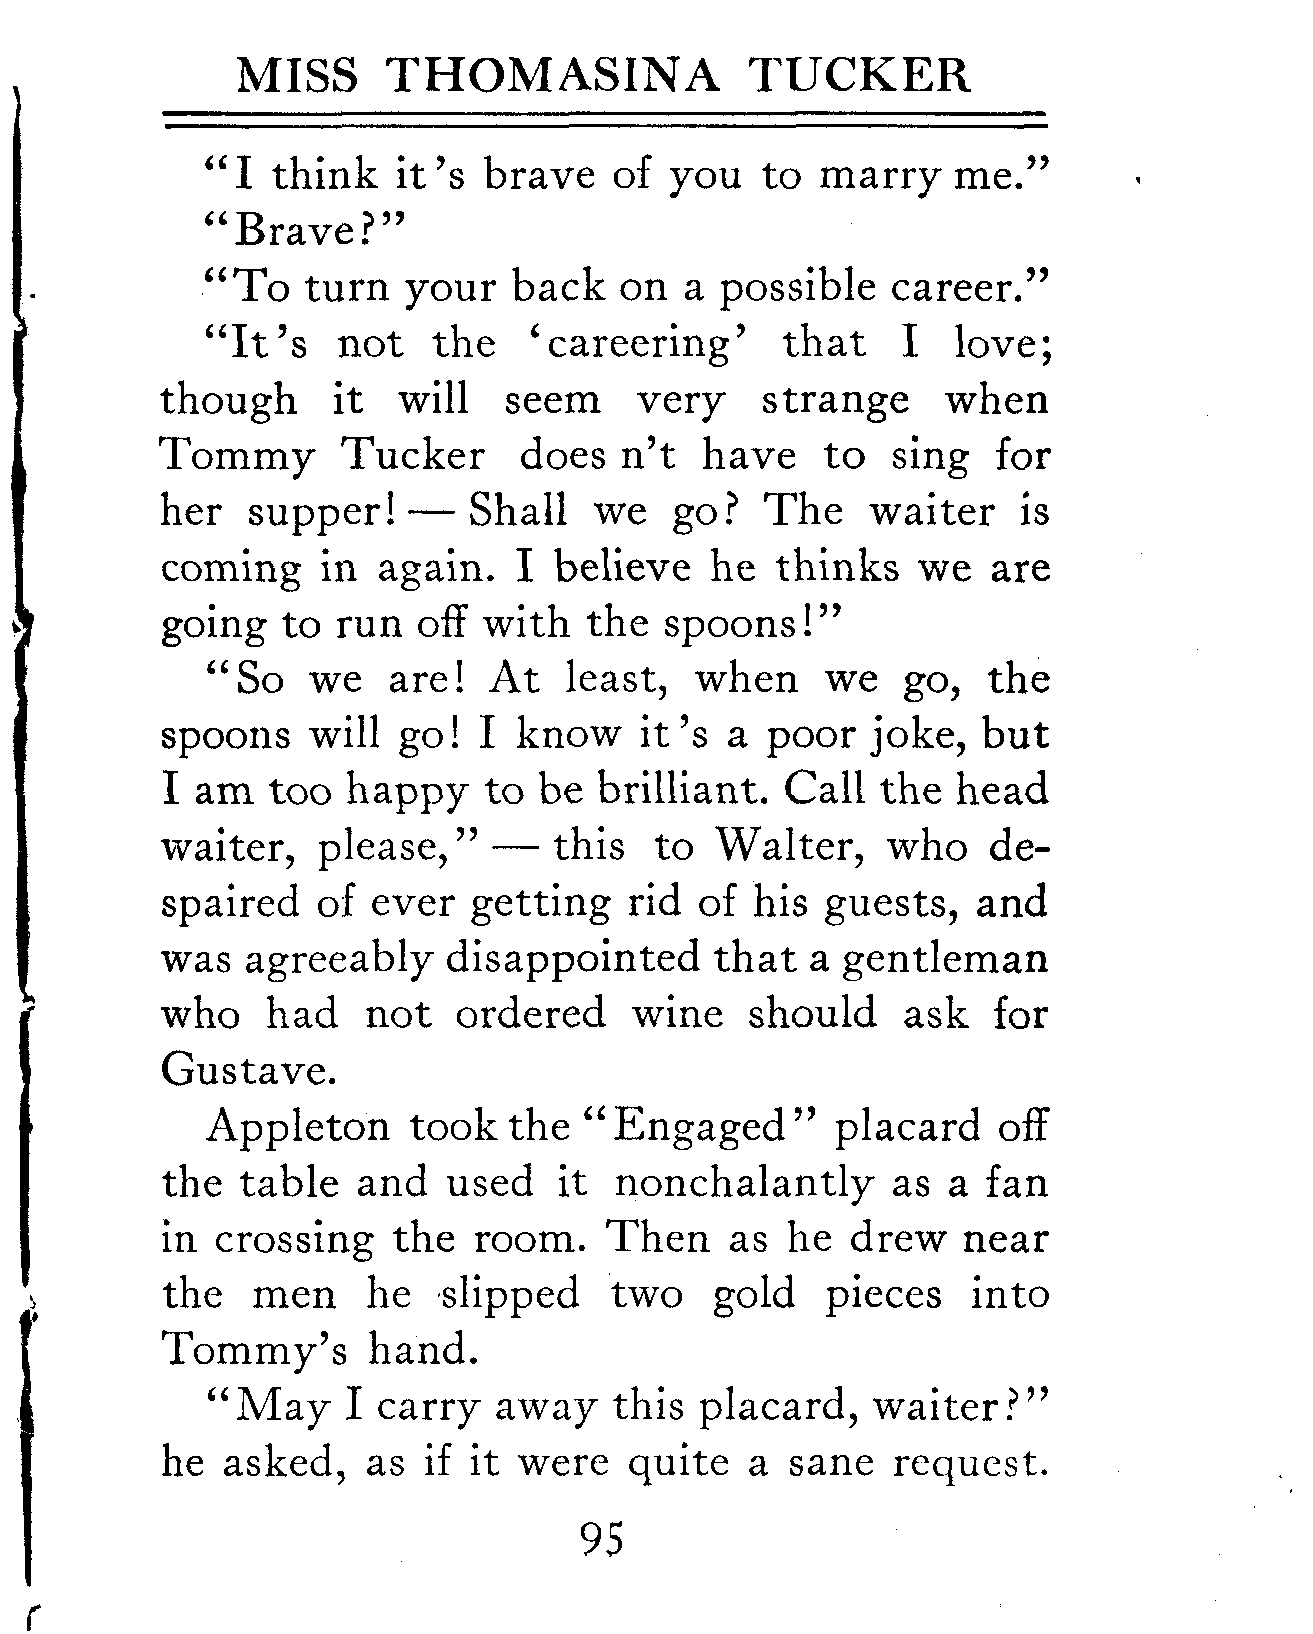 MISS THOMASINA TUCKER
“I think it’s brave of you to marry me.”
“Brave?”
“To turn your back on a possible career.”
“It’s not the ‘careering’ that I love;
though it will seem very strange when
Tommy Tucker does n’t have to sing for
her supper! — Shall we go? The waiter is
coming in again. I believe he thinks we are
going to run off with the spoons!”
“So we are! At least, when we go, the
spoons will go! I know it’s a poor joke, but
I am too happy to be brilliant. Call the head
waiter, please,” — this to Walter, who de-
spaired of ever getting rid of his guests, and
was agreeably disappointed that a gentleman
who had not ordered wine should ask for
Gustave.
Appleton took the “Engaged” placard off
the table and used it nonchalantly as a fan
in crossing the room. Then as he drew near
the men he slipped two gold pieces into
Tommy’s hand.
“May I carry away this placard, waiter?”
he asked, as if it were quite a sane request.
95